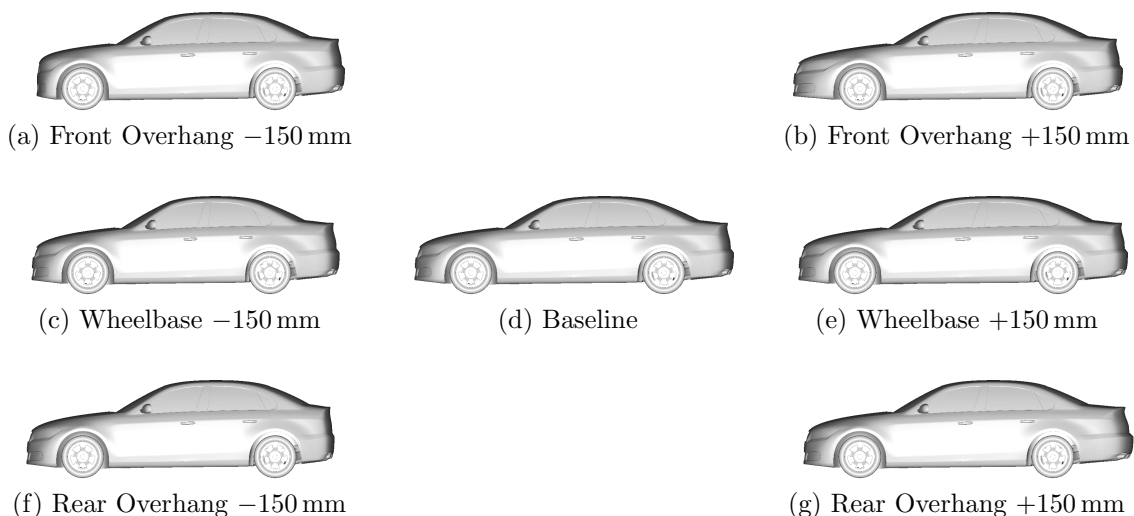 (a) Front Overhang −150 mm
(b) Front Overhang +150 mm
(c) Wheelbase −150 mm
(d) Baseline
(e) Wheelbase +150 mm
(f) Rear Overhang −150 mm
(g) Rear Overhang +150 mm